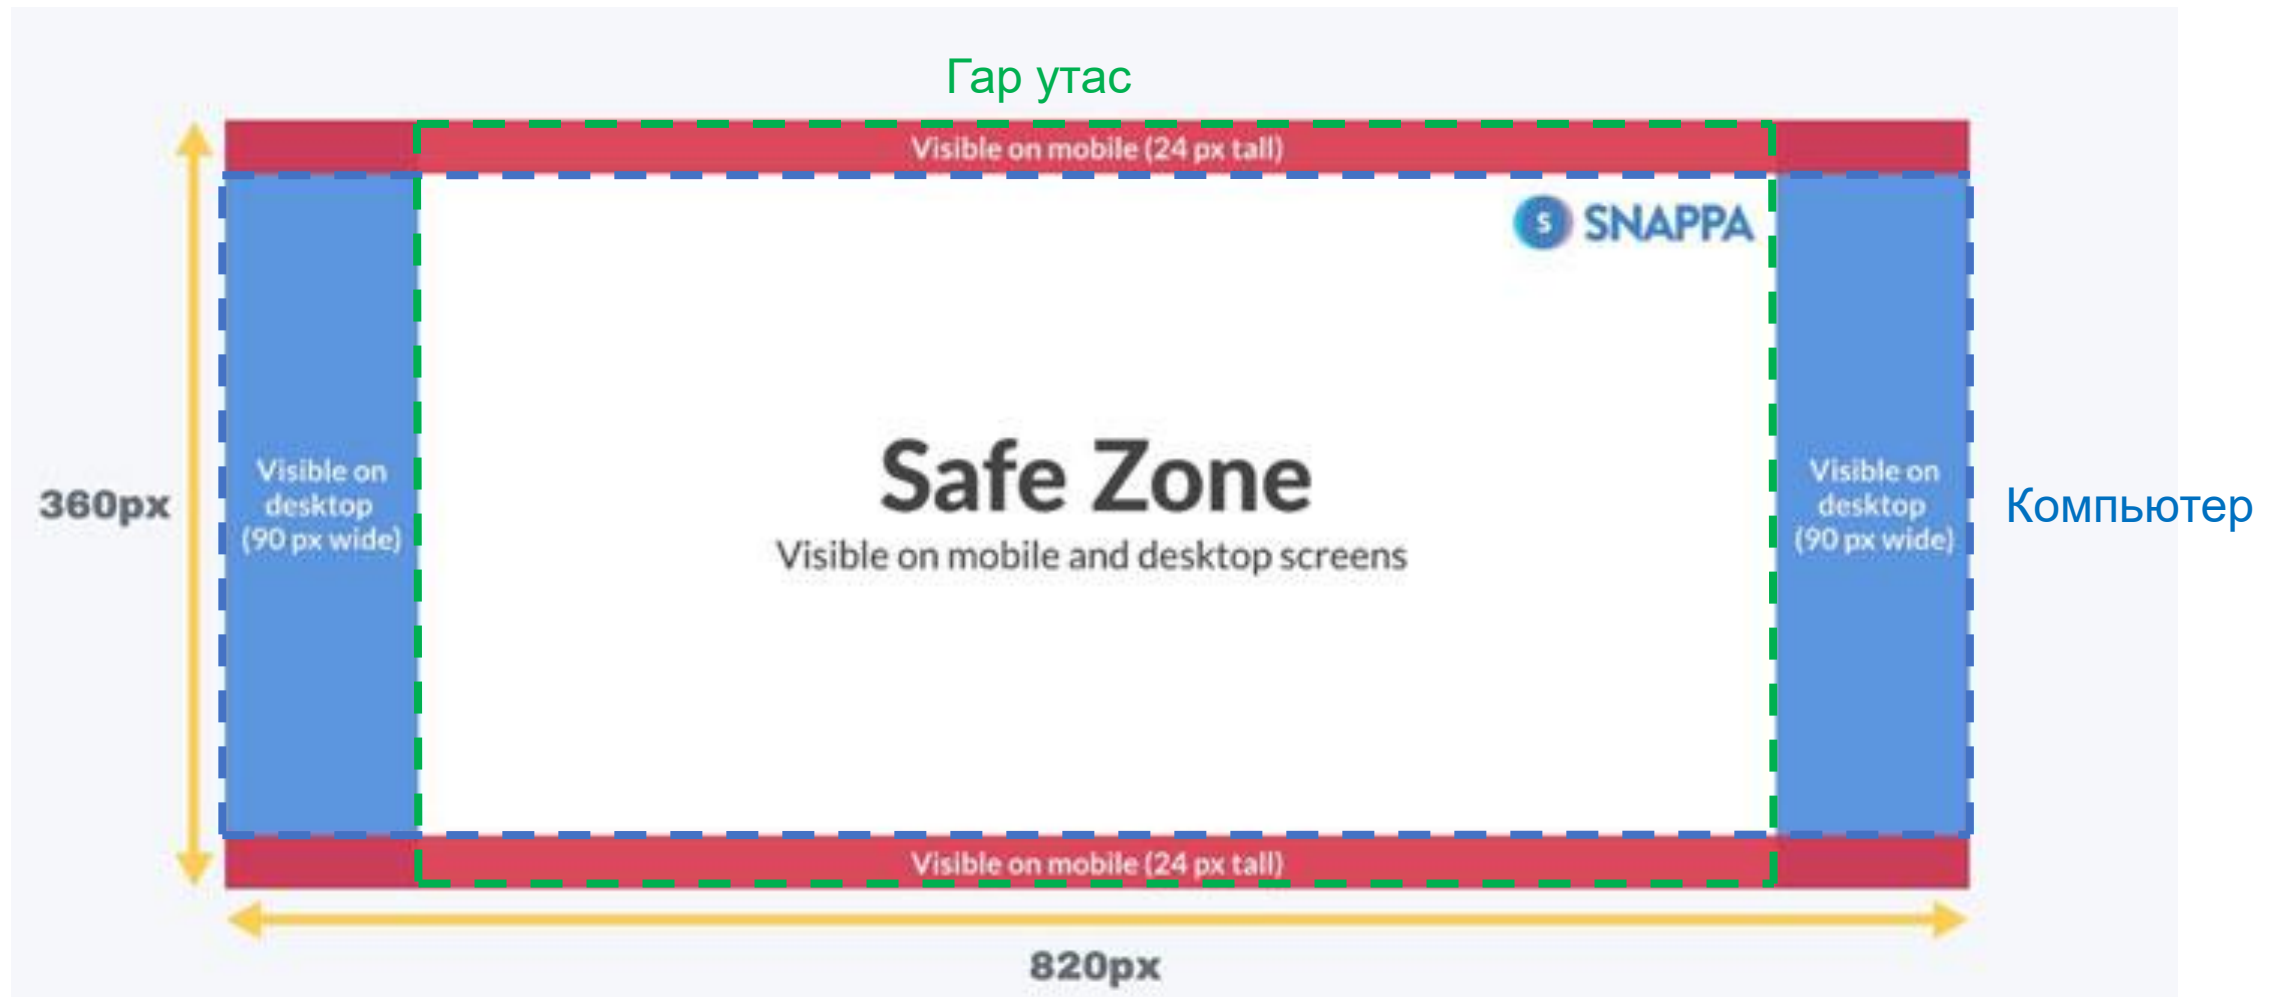 Гар утас
Visible on mobile (24 px tall)
S SNAPPA
Safe Zone
Visible on mobile and desktop screens
Visible on
desktop
(90 px wide)
360px
Visible on
desktop
(90 px wide)
Компьютер
Visible on mobile (24 px tall)
820px